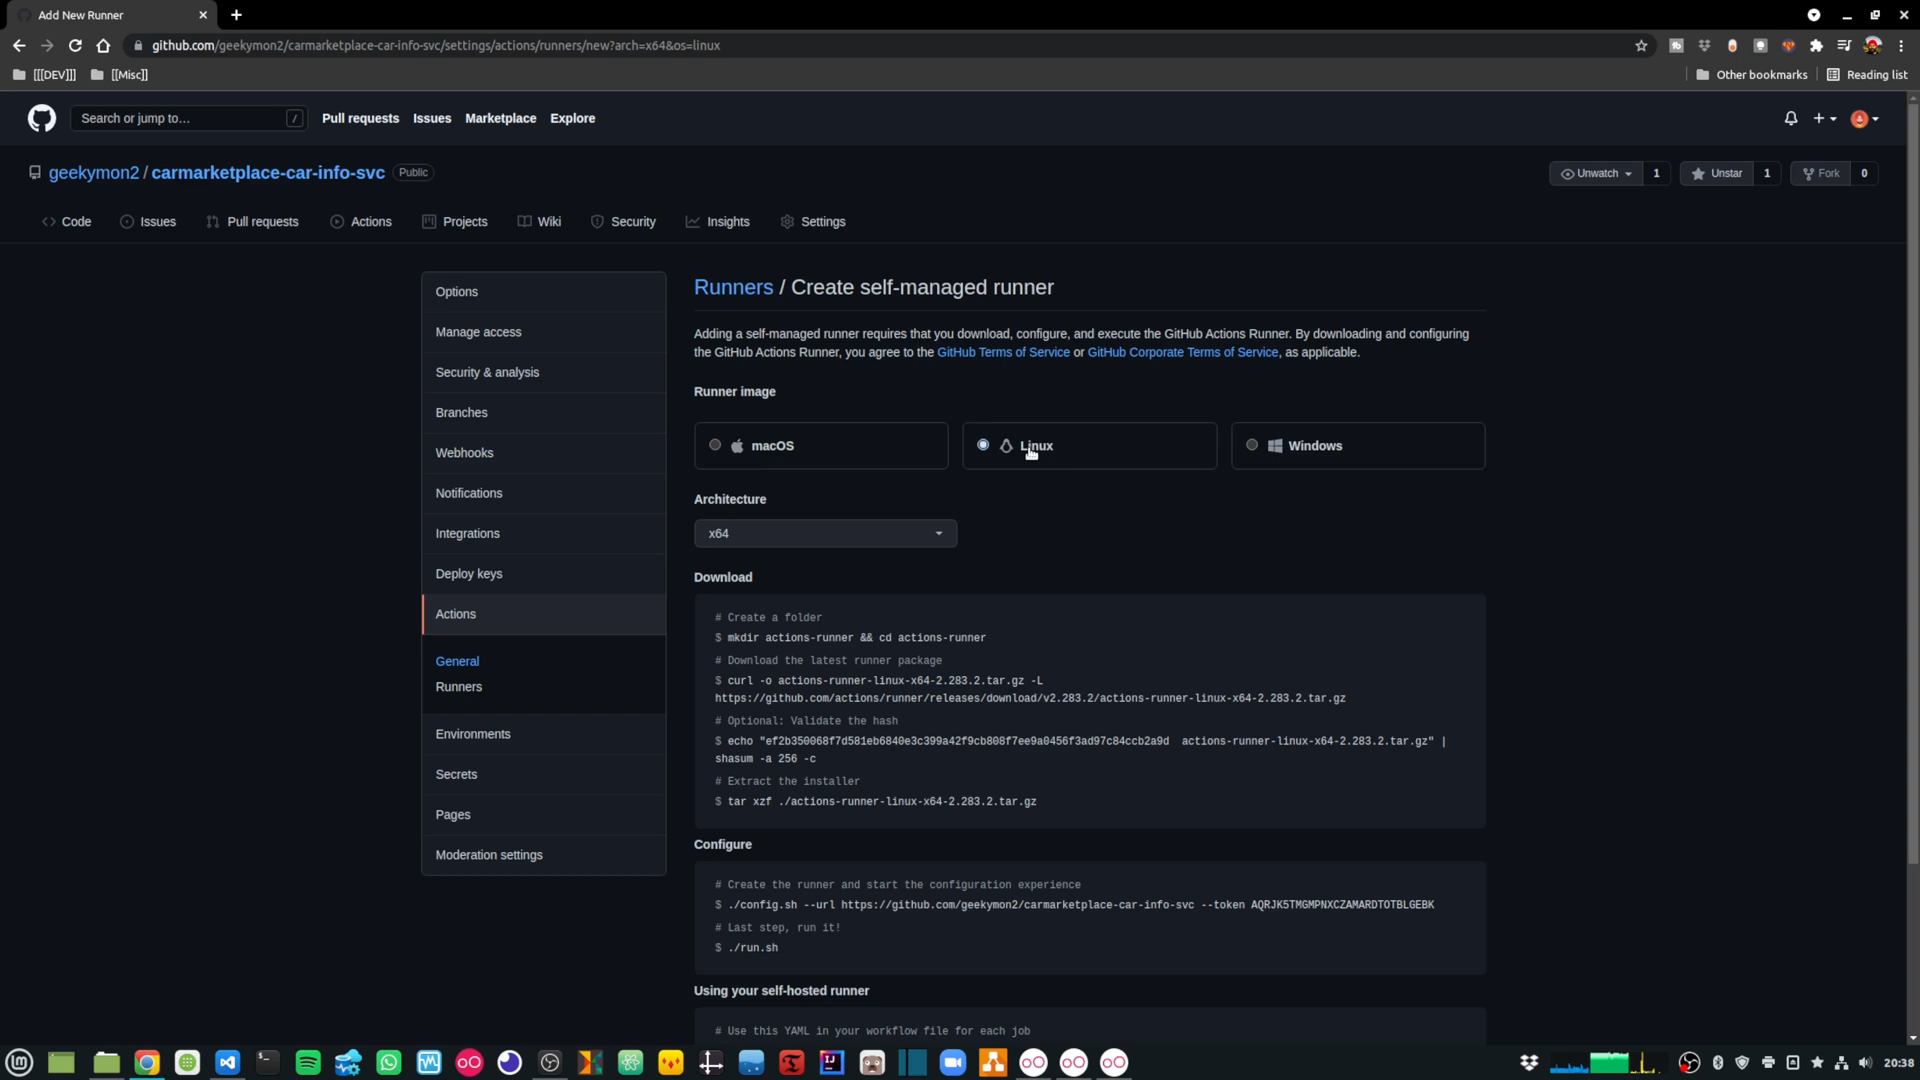 Add New Runner
github.com/geekymon2/carmarketplace-car-info-svc/settings/actions/runners/new?arch=x64&os=linux
[[[DEV]]] [[Misc]] Other bookmarks Reading list
Search or jump to… / Pull requests Issues Marketplace Explore
geekymon2 / carmarketplace-car-info-svc Public Unwatch 1 Unstar 1 Fork 0
Code Issues Pull requests Actions Projects Wiki Security Insights Settings
Options
Manage access
Security & analysis
Branches
Webhooks
Notifications
Integrations
Deploy keys
Actions
General
Runners
Environments
Secrets
Pages
Moderation settings
Runners / Create self-managed runner
Adding a self-managed runner requires that you download, configure, and execute the GitHub Actions Runner. By downloading and configuring
the GitHub Actions Runner, you agree to the GitHub Terms of Service or GitHub Corporate Terms of Service, as applicable.
Runner image
macOS Linux Windows
Architecture
x64
Download
# Create a folder
$ mkdir actions-runner && cd actions-runner
# Download the latest runner package
$ curl -o actions-runner-linux-x64-2.283.2.tar.gz -L
https://github.com/actions/runner/releases/download/v2.283.2/actions-runner-linux-x64-2.283.2.tar.gz
# Optional: Validate the hash
$ echo "ef2b350068f7d581eb6840e3c399a42f9cb808f7ee9a0456f3ad97c84ccb2a9d  actions-runner-linux-x64-2.283.2.tar.gz" |
shasum -a 256 -c
# Extract the installer
$ tar xzf ./actions-runner-linux-x64-2.283.2.tar.gz
Configure
# Create the runner and start the configuration experience
$ ./config.sh --url https://github.com/geekymon2/carmarketplace-car-info-svc --token AQRJK5TMGMPNXCZAMARDTOTBLGEBK
# Last step, run it!
$ ./run.sh
Using your self-hosted runner
# Use this YAML in your workflow file for each job
20:38